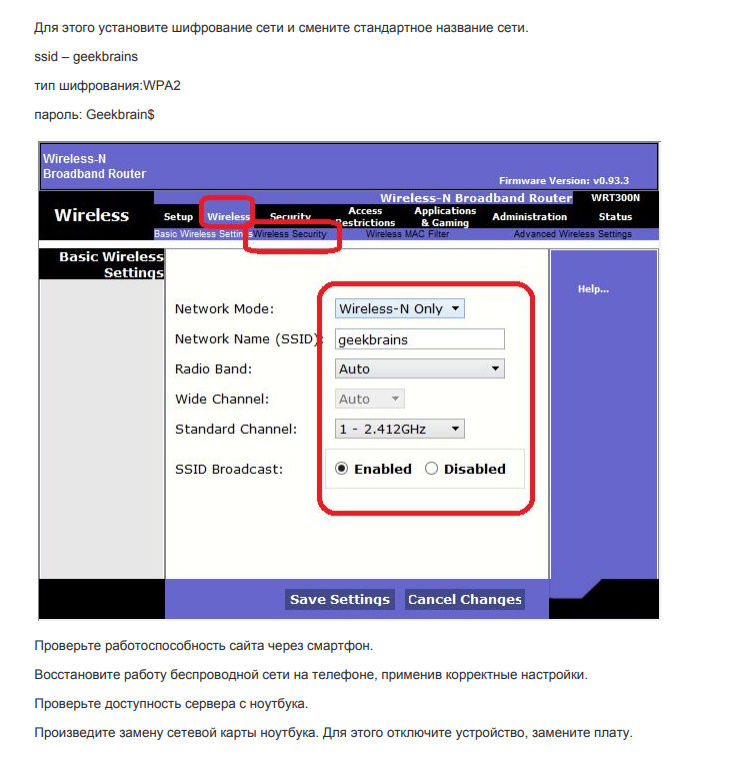 Для этого установите шифрование сети и смените стандартное название сети.
ssid – geekbrains
тип шифрования:WPA2
пароль: Geekbrain$
Wireless-N
Broadband Router
Firmware Version: v0.93.3
Wireless-N Broadband Router WRT300N
Wireless
Setup Wireless Security Access Restrictions Applications & Gaming Administration Status
Basic Wireless Settings Wireless Security Wireless MAC Filter Advanced Wireless Settings
Basic Wireless
Settings
Help...
Network Mode: Wireless-N Only
Network Name (SSID): geekbrains
Radio Band: Auto
Wide Channel: Auto
Standard Channel: 1 - 2.412GHz
SSID Broadcast: Enabled Disabled
Save Settings Cancel Changes
Проверьте работоспособность сайта через смартфон.
Восстановите работу беспроводной сети на телефоне, применив корректные настройки.
Проверьте доступность сервера с ноутбука.
Произведите замену сетевой карты ноутбука. Для этого отключите устройство, замените плату.